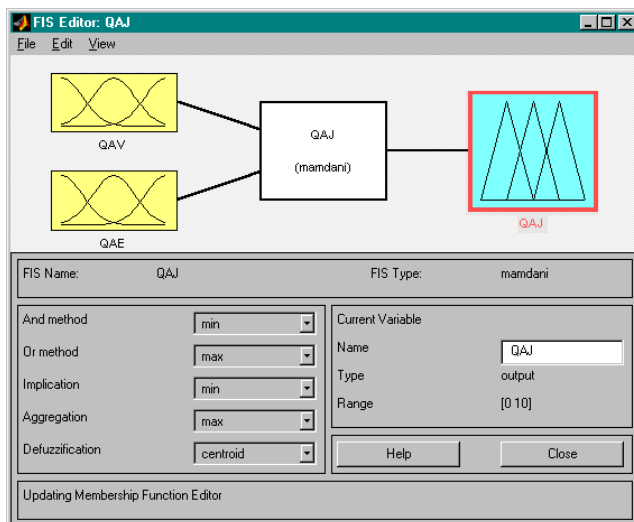 FIS Editor: QAJ
File Edit View
QAV
QAE
QAJ
(mamdani)
QAJ
FIS Name: QAJ FIS Type: mamdani
And method min
Or method max
Implication min
Aggregation max
Defuzzification centroid
Current Variable
Name QAJ
Type output
Range [0 10]
Help Close
Updating Membership Function Editor